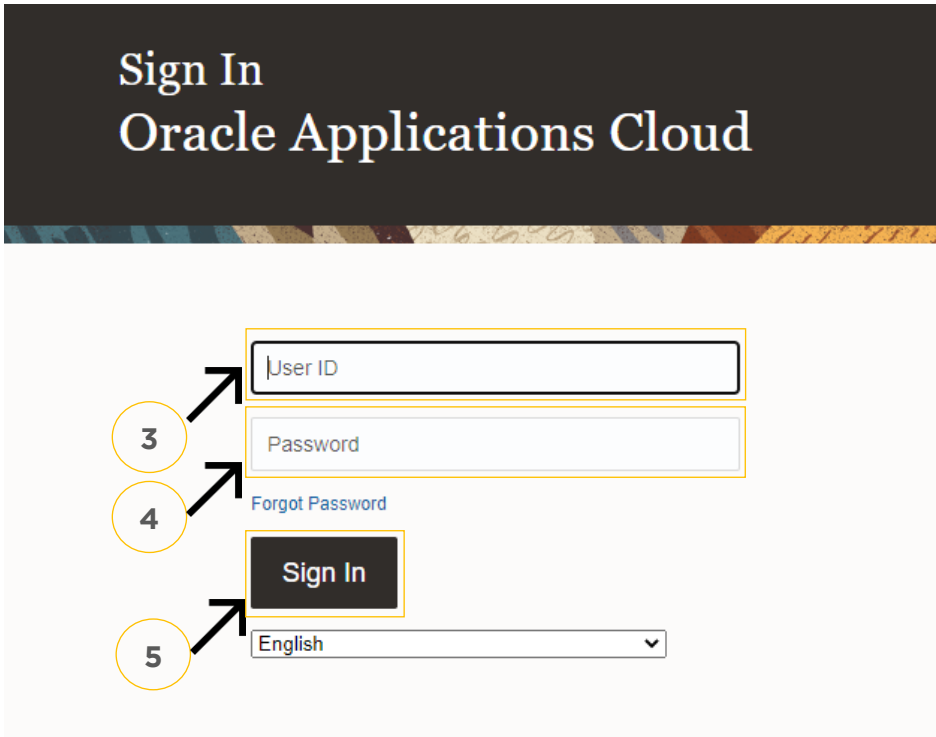 Sign In
Oracle Applications Cloud
User ID
3
Password
4
Forgot Password
Sign In
5
English